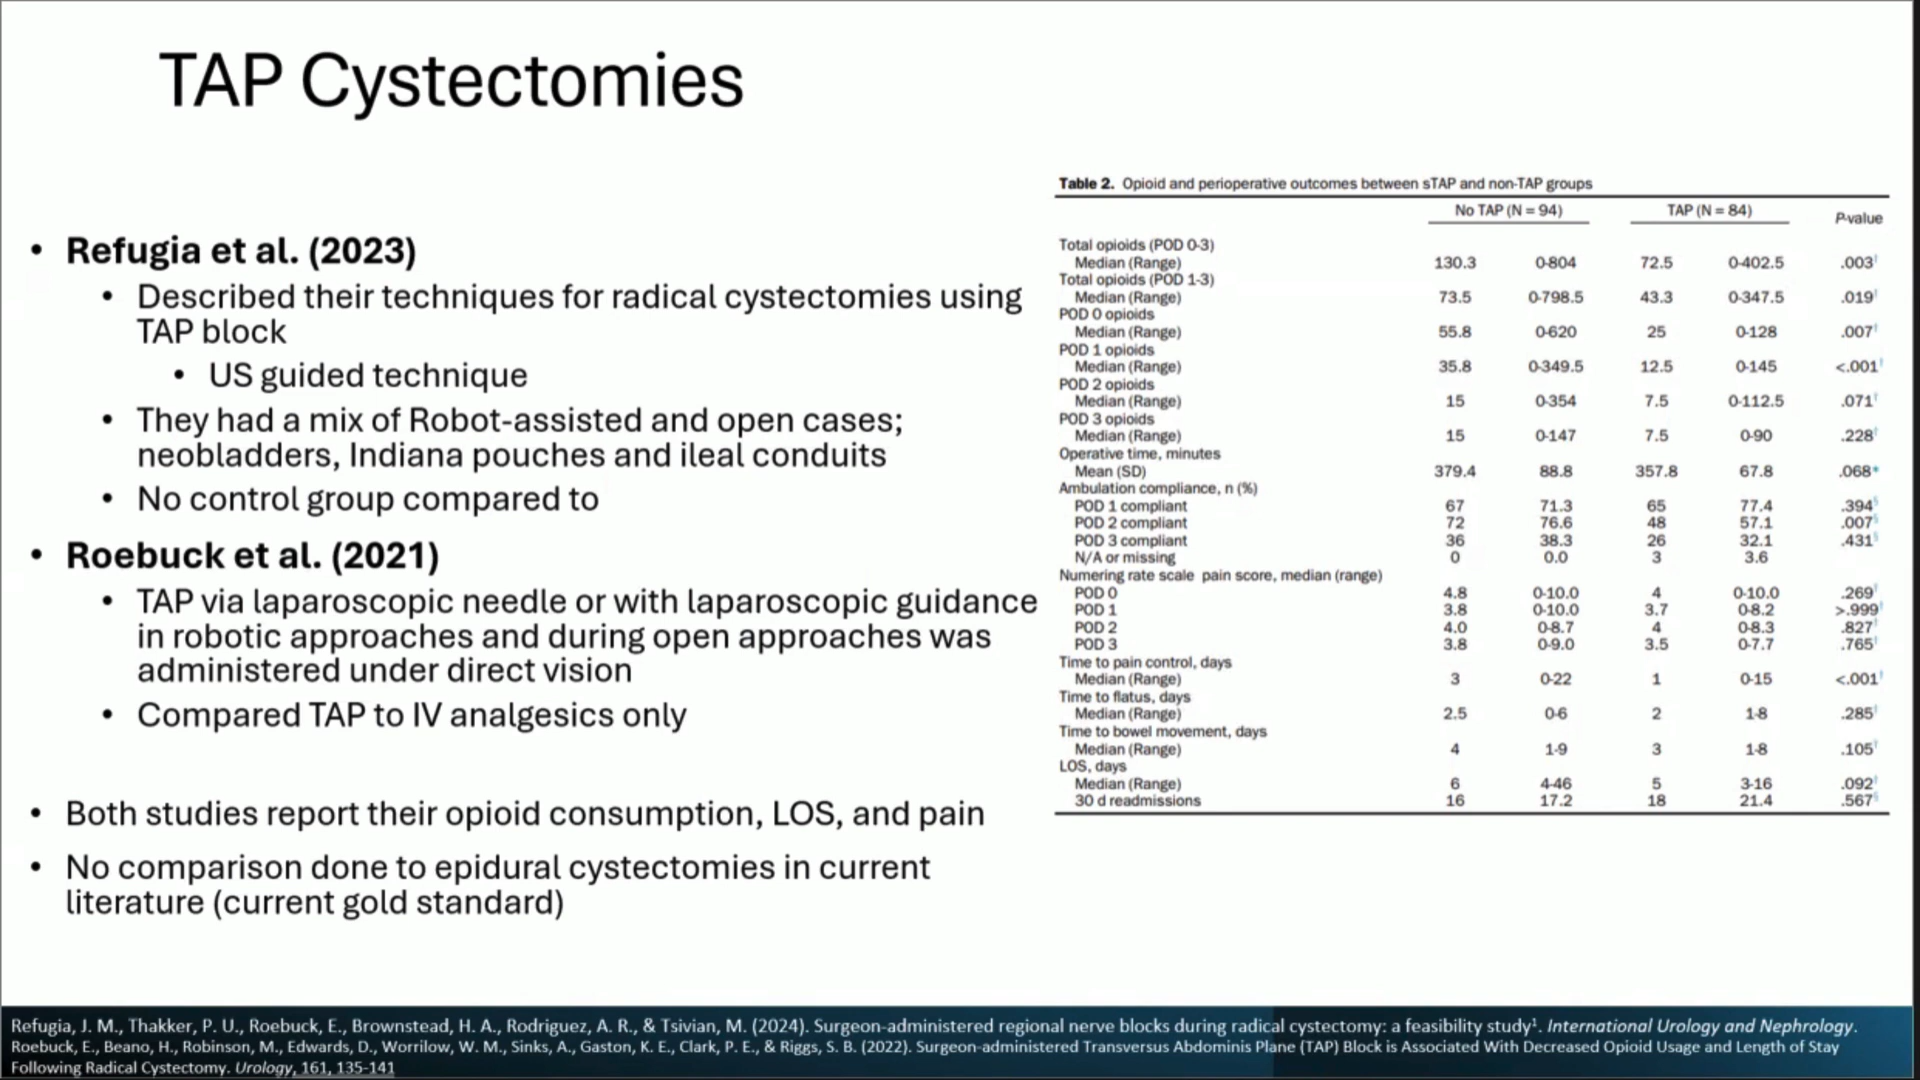 TAP Cystectomies
• Refugia et al. (2023)
• Described their techniques for radical cystectomies using
TAP block
• US guided technique
• They had a mix of Robot-assisted and open cases;
neobladders, Indiana pouches and ileal conduits
• No control group compared to
• Roebuck et al. (2021)
• TAP via laparoscopic needle or with laparoscopic guidance
in robotic approaches and during open approaches was
administered under direct vision
• Compared TAP to IV analgesics only
• Both studies report their opioid consumption, LOS, and pain
• No comparison done to epidural cystectomies in current
literature (current gold standard)
Table 2. Opioid and perioperative outcomes between sTAP and non-TAP groups
No TAP (N = 94) TAP (N = 84) P-value
Total opioids (POD 0-3)
Median (Range) 130.3 0-804 72.5 0-402.5 .003†
Total opioids (POD 1-3)
Median (Range) 73.5 0-798.5 43.3 0-347.5 .019†
POD 0 opioids
Median (Range) 55.8 0-620 25 0-128 .007†
POD 1 opioids
Median (Range) 35.8 0-349.5 12.5 0-145 <.001†
POD 2 opioids
Median (Range) 15 0-354 7.5 0-112.5 .071†
POD 3 opioids
Median (Range) 15 0-147 7.5 0-90 .228†
Operative time, minutes
Mean (SD) 379.4 88.8 357.8 67.8 .068*
Ambulation compliance, n (%)
POD 1 compliant 67 71.3 65 77.4 .394§
POD 2 compliant 72 76.6 48 57.1 .007§
POD 3 compliant 36 38.3 26 32.1 .431§
N/A or missing 0 0.0 3 3.6
Numering rate scale pain score, median (range)
POD 0 4.8 0-10.0 4 0-10.0 .269†
POD 1 3.8 0-10.0 3.7 0-8.2 >.999†
POD 2 4.0 0-8.7 4 0-8.3 .827†
POD 3 3.8 0-9.0 3.5 0-7.7 .765†
Time to pain control, days
Median (Range) 3 0-22 1 0-15 <.001†
Time to flatus, days
Median (Range) 2.5 0-6 2 1-8 .285†
Time to bowel movement, days
Median (Range) 4 1-9 3 1-8 .105†
LOS, days
Median (Range) 6 4-46 5 3-16 .092†
30 d readmissions 16 17.2 18 21.4 .567§
Refugia, J. M., Thakker, P. U., Roebuck, E., Brownstead, H. A., Rodriguez, A. R., & Tsivian, M. (2024). Surgeon-administered regional nerve blocks during radical cystectomy: a feasibility study¹. International Urology and Nephrology.
Roebuck, E., Beano, H., Robinson, M., Edwards, D., Worrilow, W. M., Sinks, A., Gaston, K. E., Clark, P. E., & Riggs, S. B. (2022). Surgeon-administered Transversus Abdominis Plane (TAP) Block is Associated With Decreased Opioid Usage and Length of Stay
Following Radical Cystectomy. Urology, 161, 135-141